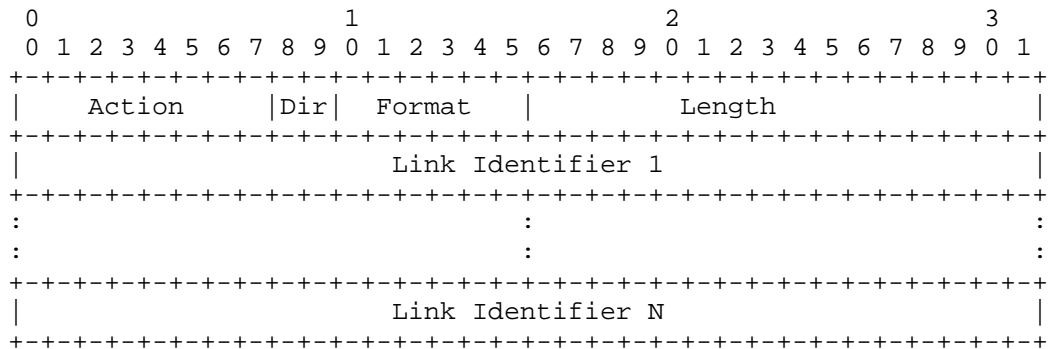 0                   1                   2                   3
 0 1 2 3 4 5 6 7 8 9 0 1 2 3 4 5 6 7 8 9 0 1 2 3 4 5 6 7 8 9 0 1
+-+-+-+-+-+-+-+-+-+-+-+-+-+-+-+-+-+-+-+-+-+-+-+-+-+-+-+-+-+-+-+-+
|    Action     |Dir|  Format   |         Length                |
+-+-+-+-+-+-+-+-+-+-+-+-+-+-+-+-+-+-+-+-+-+-+-+-+-+-+-+-+-+-+-+-+
|                       Link Identifier 1                       |
+-+-+-+-+-+-+-+-+-+-+-+-+-+-+-+-+-+-+-+-+-+-+-+-+-+-+-+-+-+-+-+-+
:                               :                               :
:                               :                               :
+-+-+-+-+-+-+-+-+-+-+-+-+-+-+-+-+-+-+-+-+-+-+-+-+-+-+-+-+-+-+-+-+
|                       Link Identifier N                       |
+-+-+-+-+-+-+-+-+-+-+-+-+-+-+-+-+-+-+-+-+-+-+-+-+-+-+-+-+-+-+-+-+